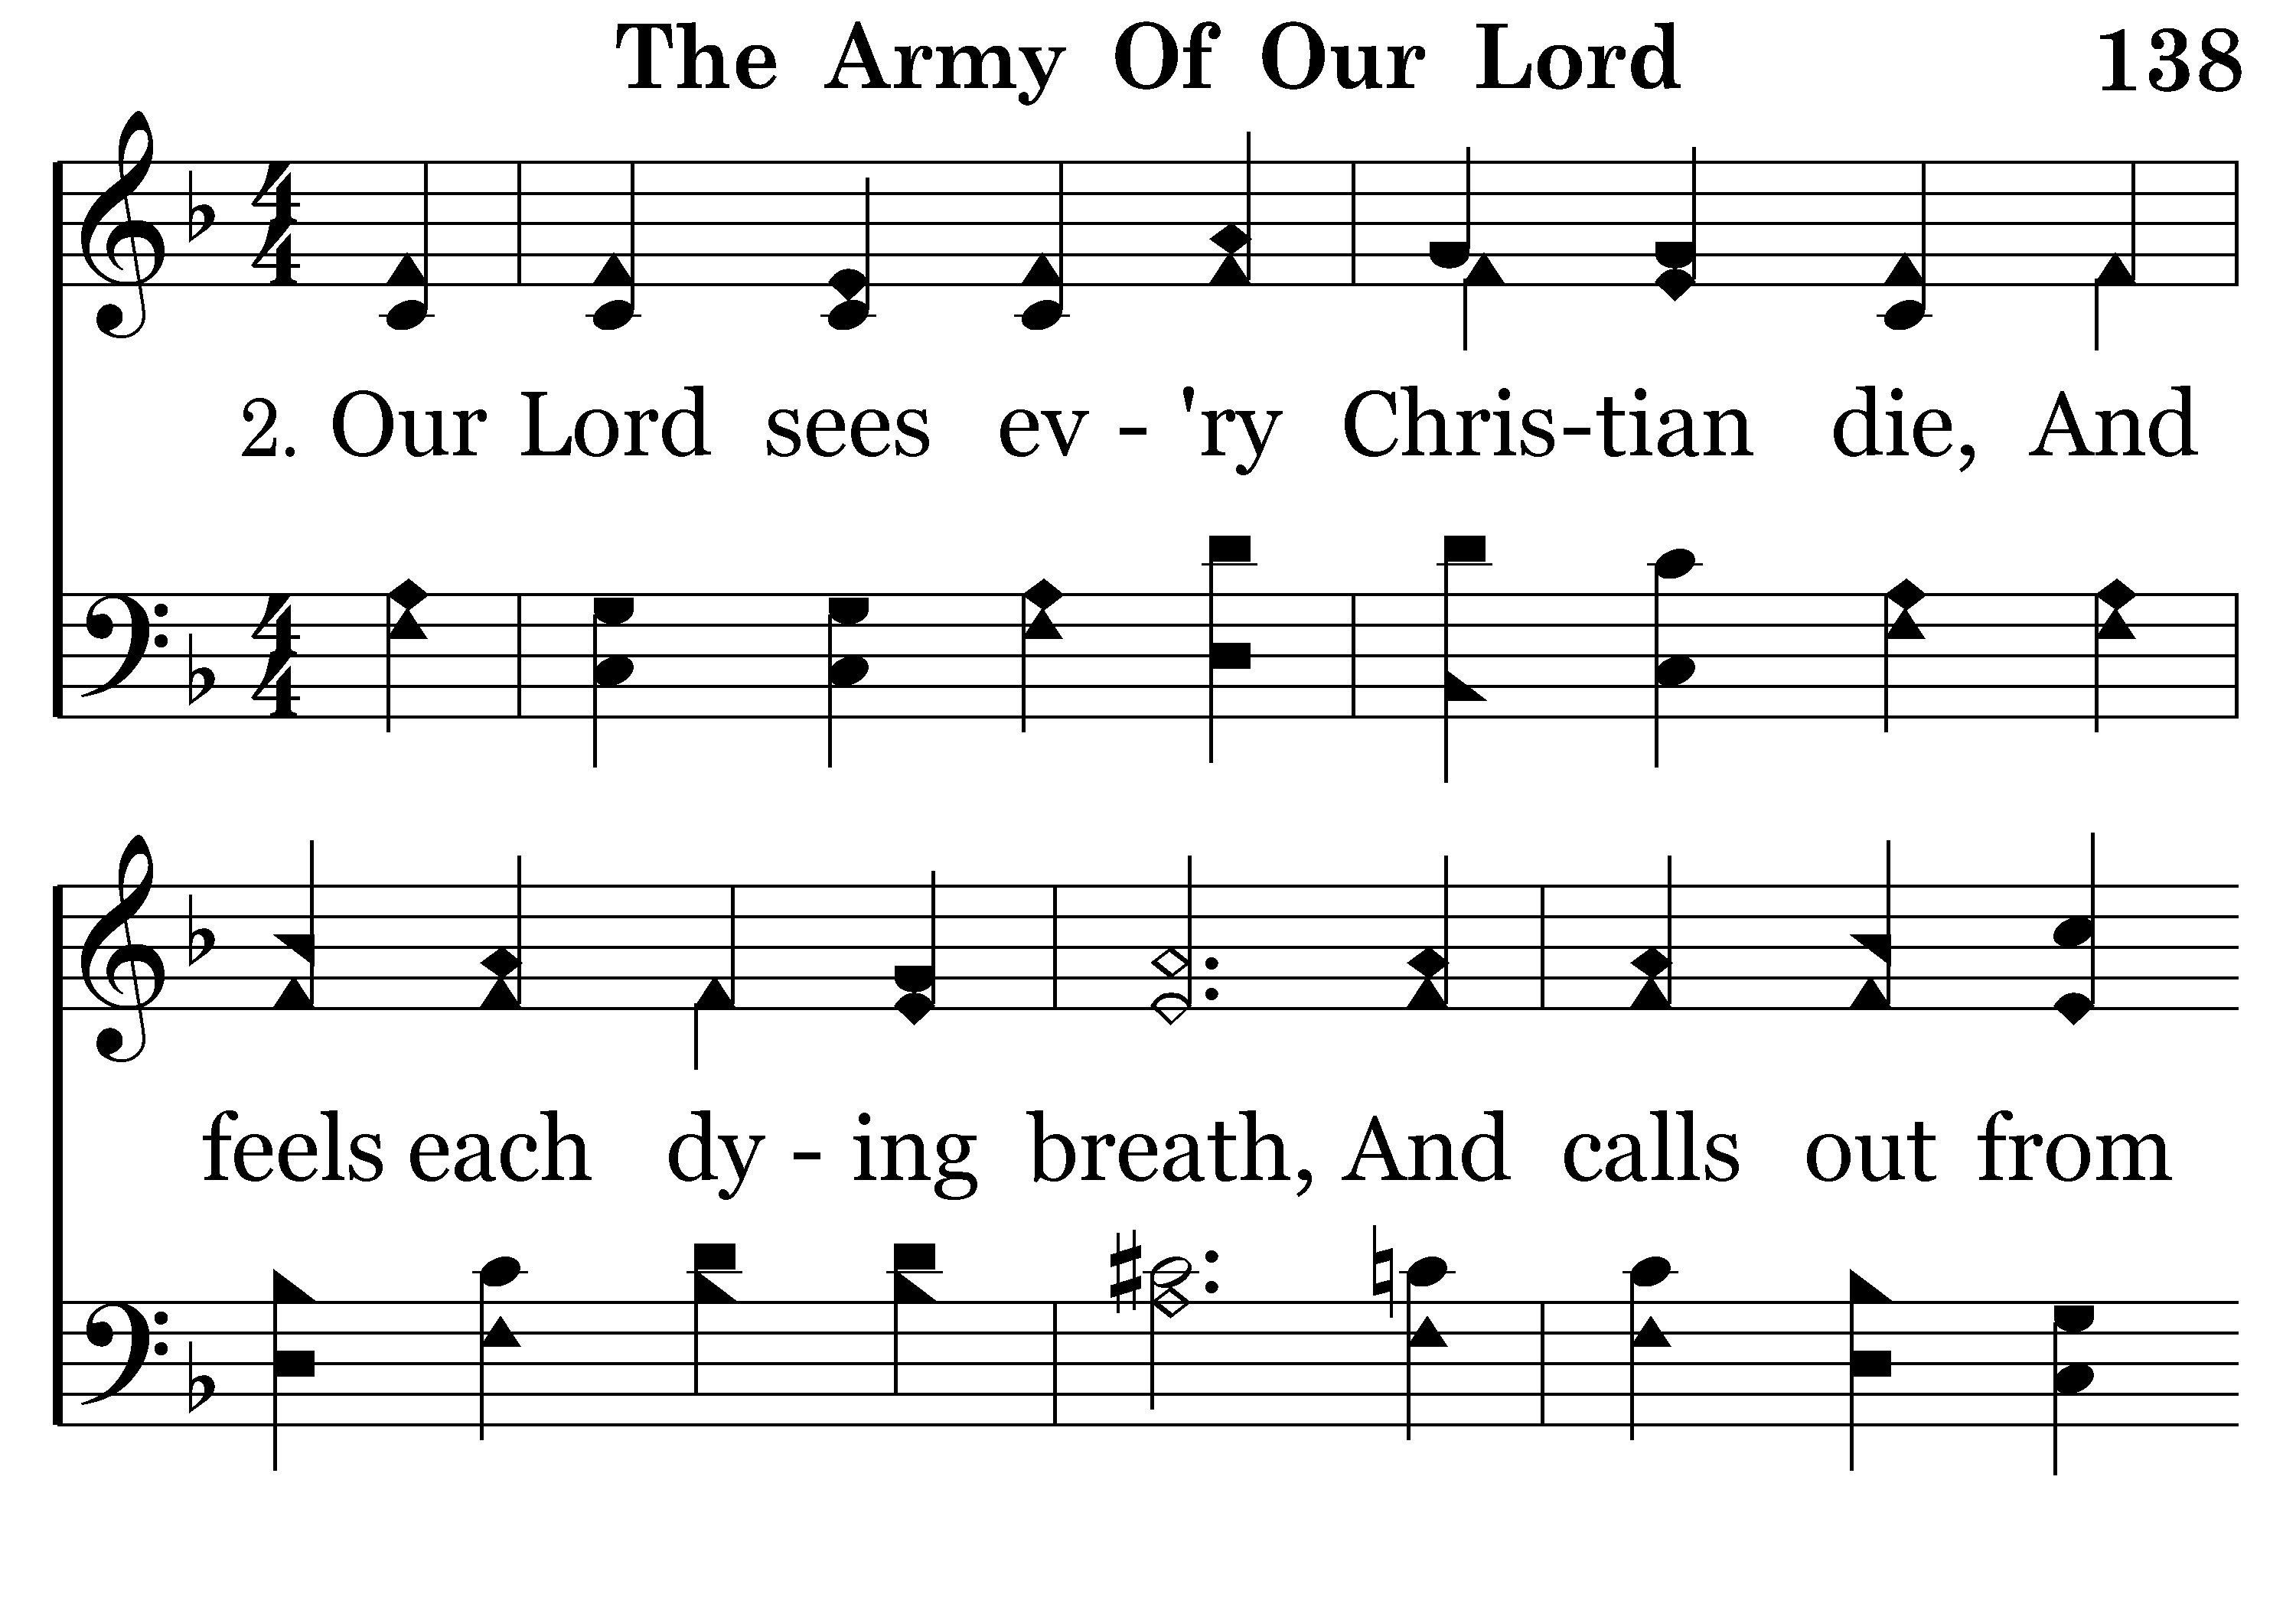 The Army Of Our Lord 138
2. Our Lord sees ev - 'ry Chris-tian die, And
feels each dy - ing breath, And calls out from